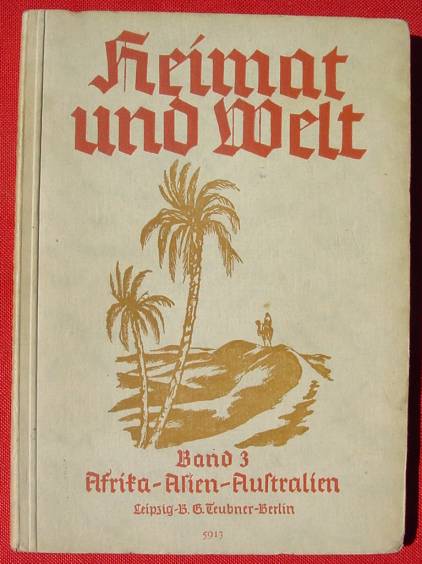 Heimat
und Welt
Band 3
Afrika-Asien-Australien
Leipzig-B. G. Teubner-Berlin
5913